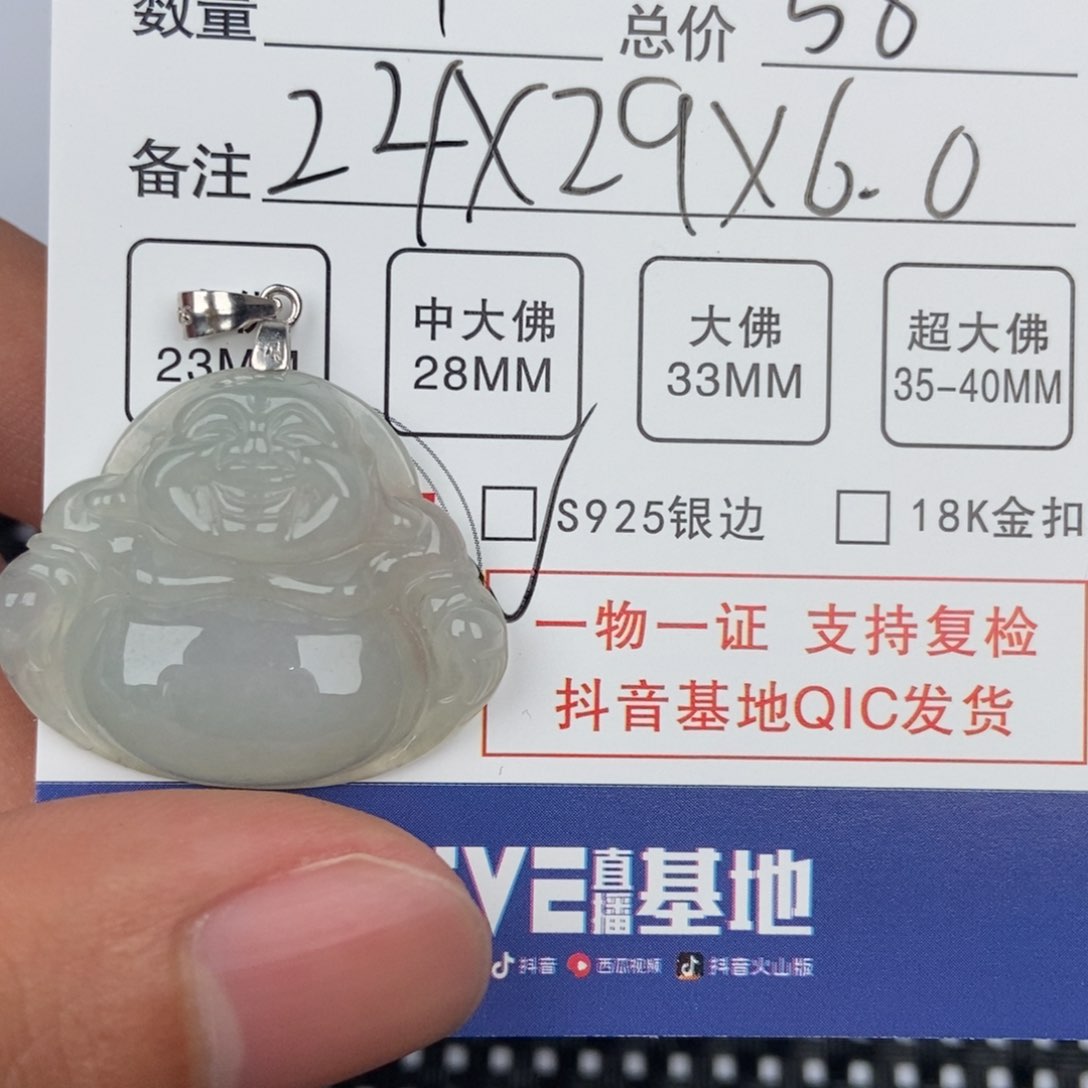 数量 1 总价 58
备注 24X29X6.0
23MM 中大佛 28MM 大佛 33MM 超大佛 35-40MM
S925银边 18K金扣
一物一证 支持复检
抖音基地QIC发货
YE直播基地
抖音 西瓜视频 抖音火山版